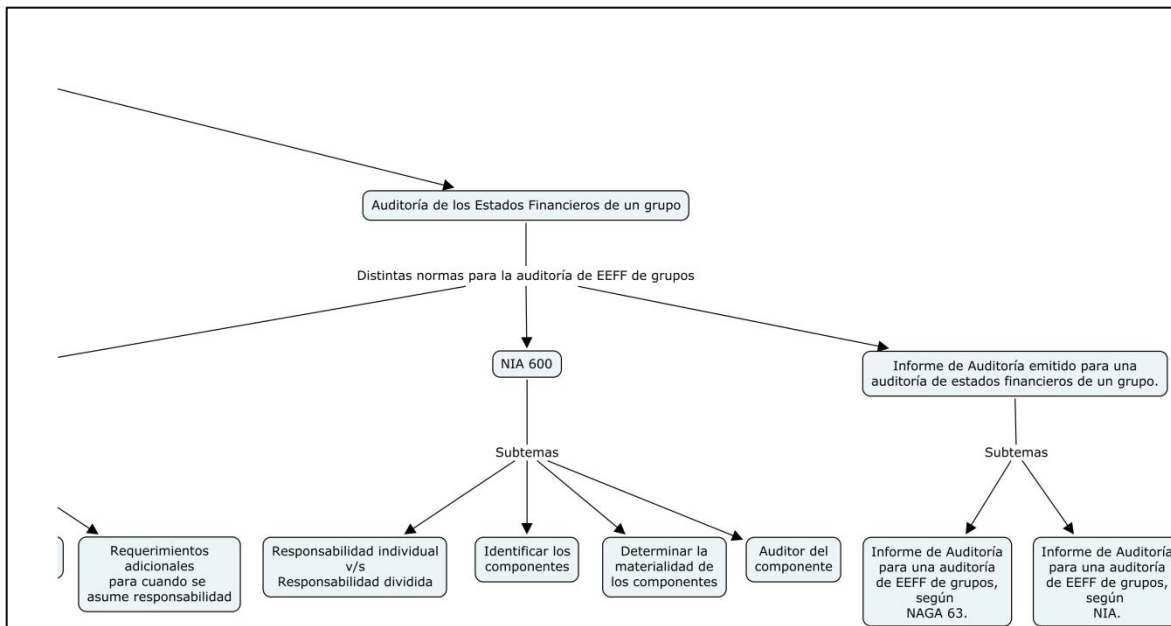 Auditoría de los Estados Financieros de un grupo
Distintas normas para la auditoría de EEFF de grupos
NIA 600
Informe de Auditoría emitido para una
auditoría de estados financieros de un grupo.
Subtemas
Subtemas
Requerimientos
adicionales
para cuando se
asume responsabilidad
Responsabilidad individual
v/s
Responsabilidad dividida
Identificar los
componentes
Determinar la
materialidad de
los componentes
Auditor del
componente
Informe de Auditoría
para una auditoría
de EEFF de grupos,
según
NAGA 63.
Informe de Auditoría
para una auditoría
de EEFF de grupos,
según
NIA.